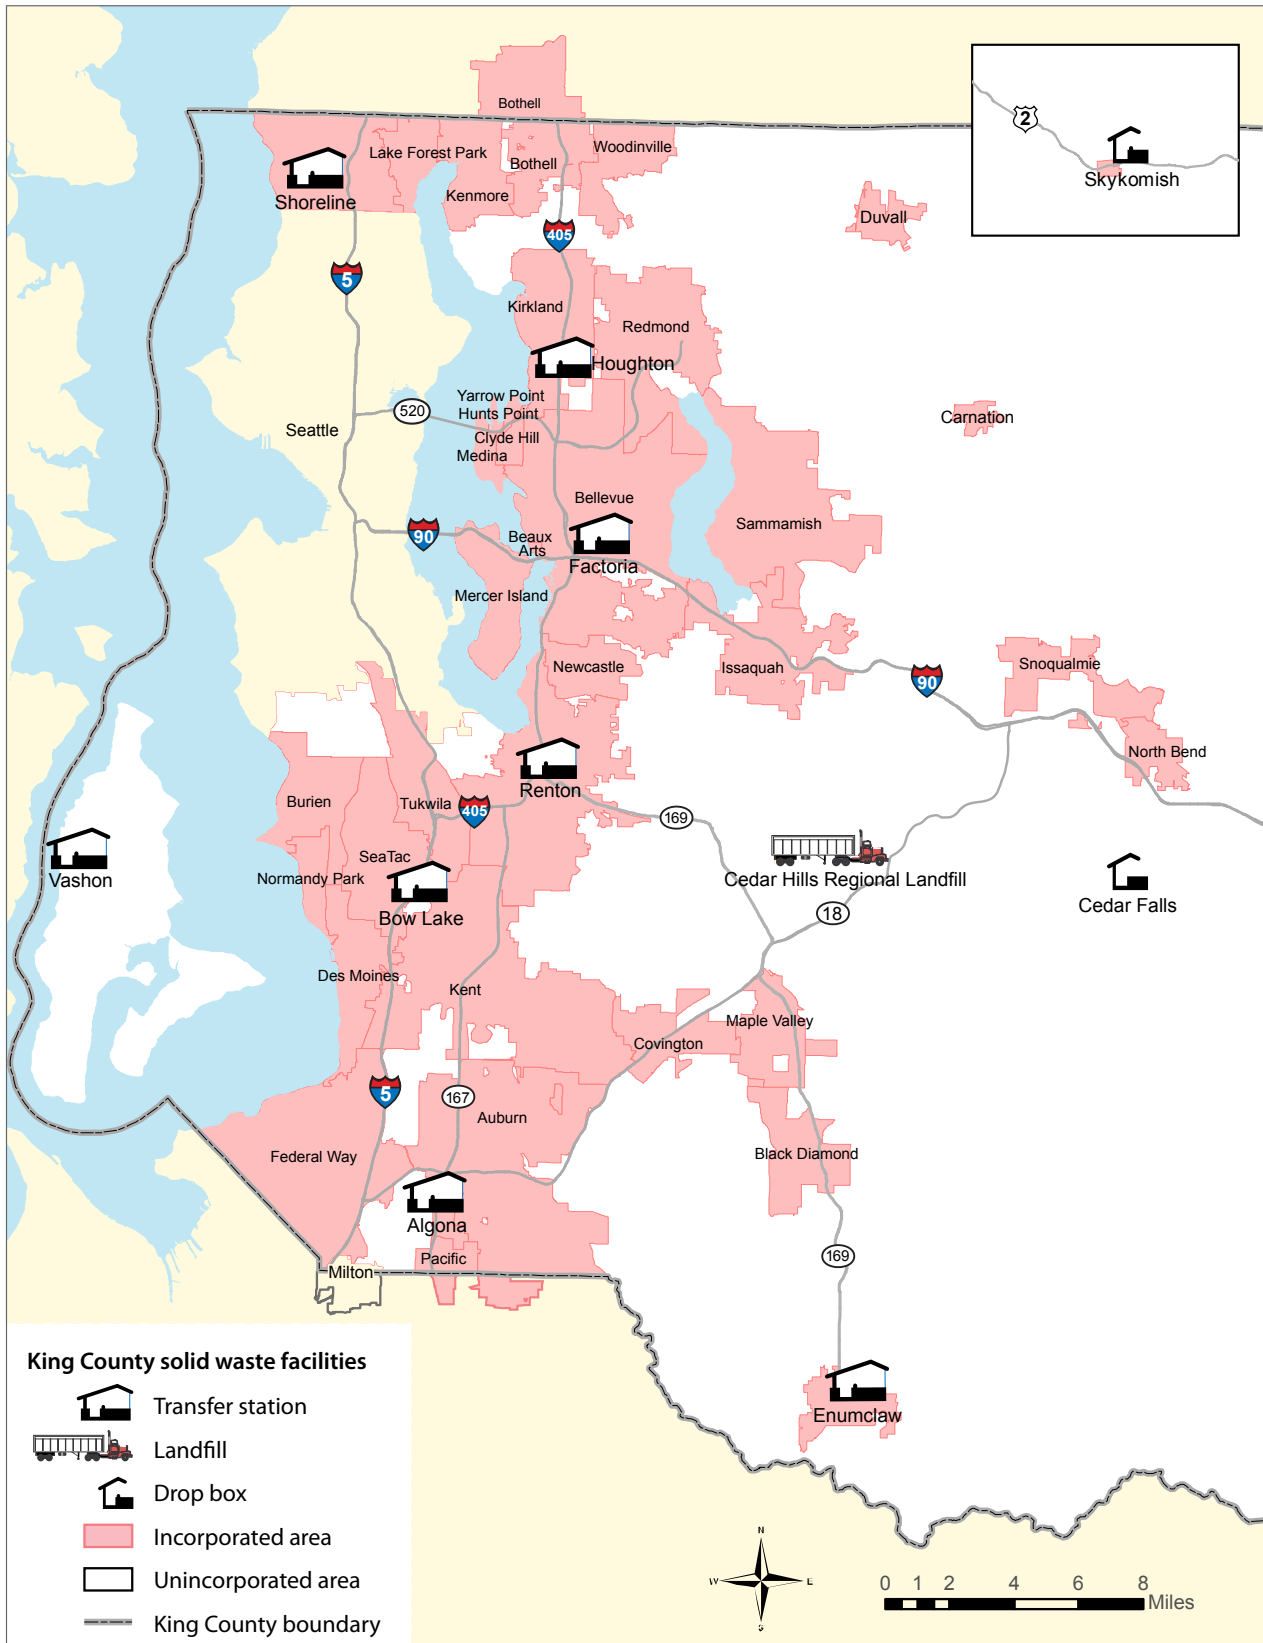 Bothell
2
Skykomish
Lake Forest Park
Bothell
Woodinville
Shoreline
Kenmore
Duvall
405
5
Kirkland
Redmond
Houghton
Yarrow Point
Hunts Point
520
Clyde Hill
Medina
Carnation
Seattle
Bellevue
Sammamish
90
Beaux
Arts
Factoria
Mercer Island
Newcastle
Issaquah
Snoqualmie
90
North Bend
Renton
Burien
Tukwila
405
169
SeaTac
Vashon
Normandy Park
Cedar Hills Regional Landfill
Bow Lake
18
Cedar Falls
Des Moines
Kent
Maple Valley
Covington
5
167
Auburn
Federal Way
Black Diamond
Algona
Pacific
169
Milton
Enumclaw
King County solid waste facilities
Transfer station
Landfill
Drop box
Incorporated area
Unincorporated area
King County boundary
N
W
E
S
0 1 2 4 6 8
Miles